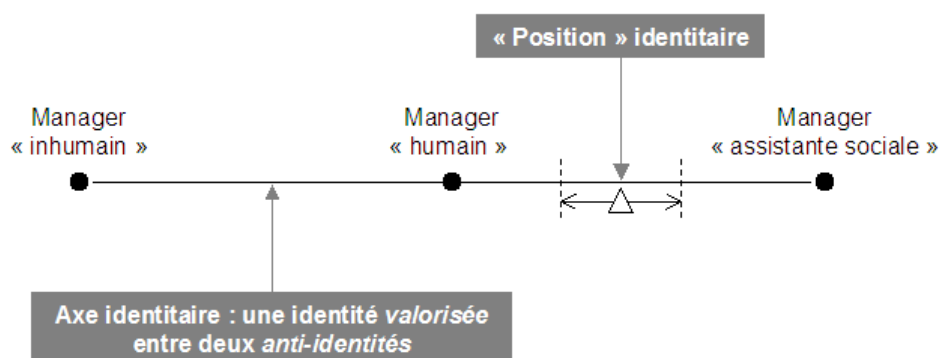 « Position » identitaire
Manager
« inhumain »
Manager
« humain »
Manager
« assistante sociale »
Axe identitaire : une identité valorisée
entre deux anti-identités